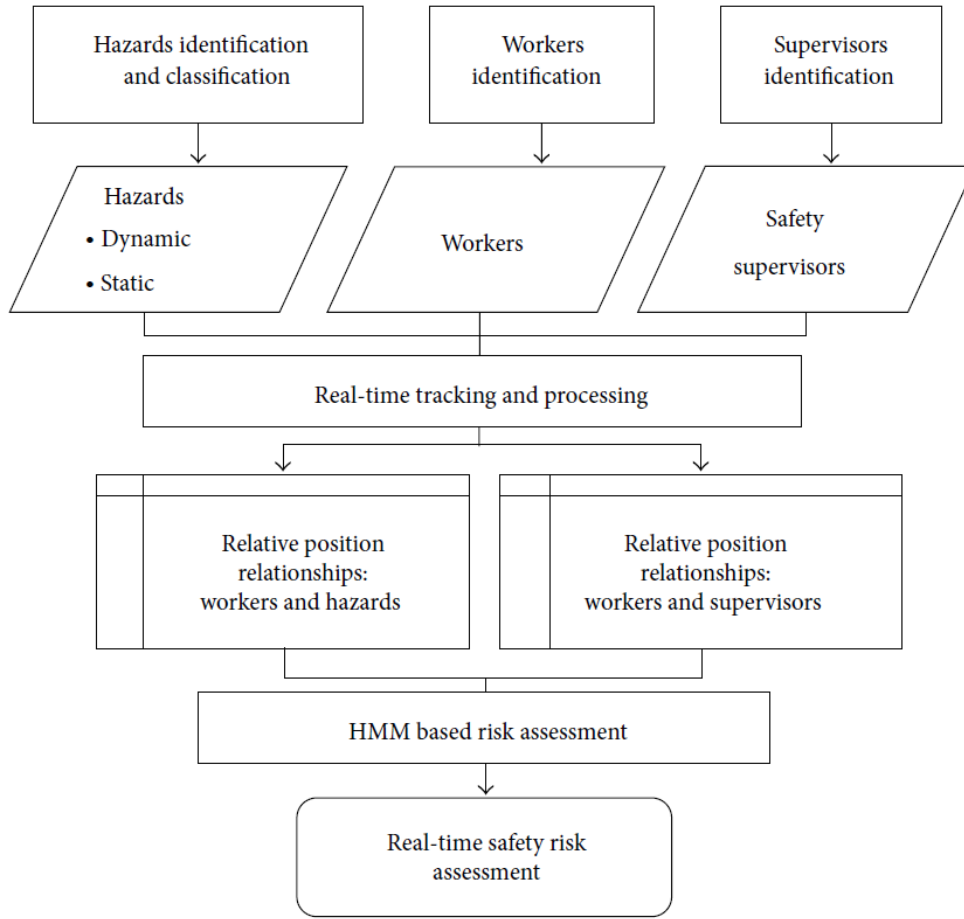 Hazards identification
and classification
Workers
identification
Supervisors
identification
Hazards
• Dynamic
• Static
Workers
Safety
supervisors
Real-time tracking and processing
Relative position
relationships:
workers and hazards
Relative position
relationships:
workers and supervisors
HMM based risk assessment
Real-time safety risk
assessment